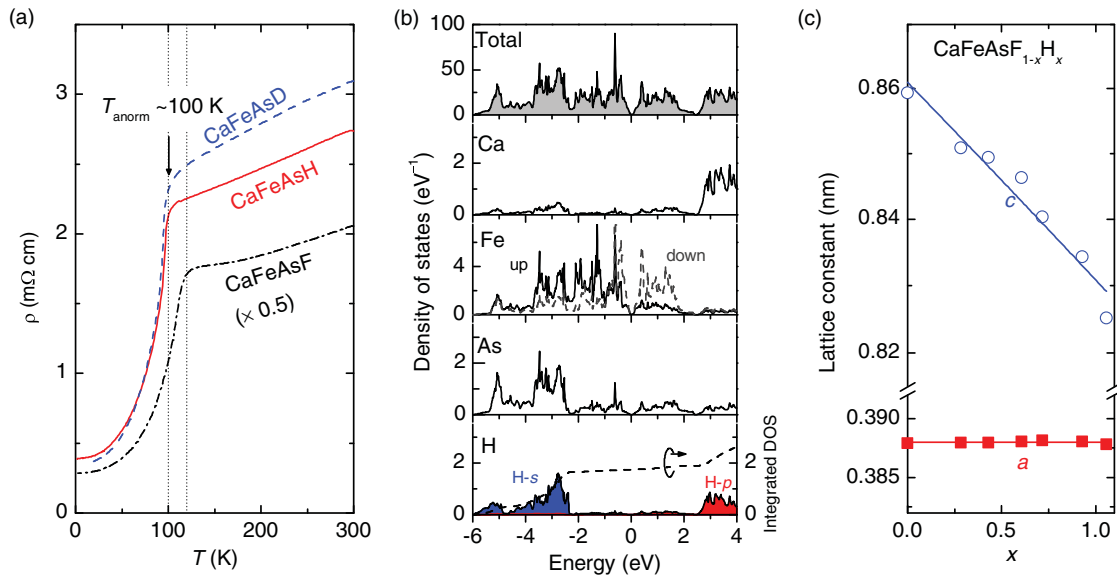 (a)
3
2
1
0
ρ (mΩ cm)
T_anorm ~100 K
CaFeAsD
CaFeAsH
CaFeAsF
(× 0.5)
0 100 200 300
T (K)
(b)
Total
100
50
0
Ca
2
0
Fe
up
down
4
0
As
2
0
H
H-s
H-p
2
0
2
1
0
Density of states (eV⁻¹)
Integrated DOS
-6 -4 -2 0 2 4
Energy (eV)
(c)
CaFeAsF₁₋ₓHₓ
0.86
0.84
0.82
0.390
0.385
c
a
Lattice constant (nm)
0.0 0.5 1.0
x